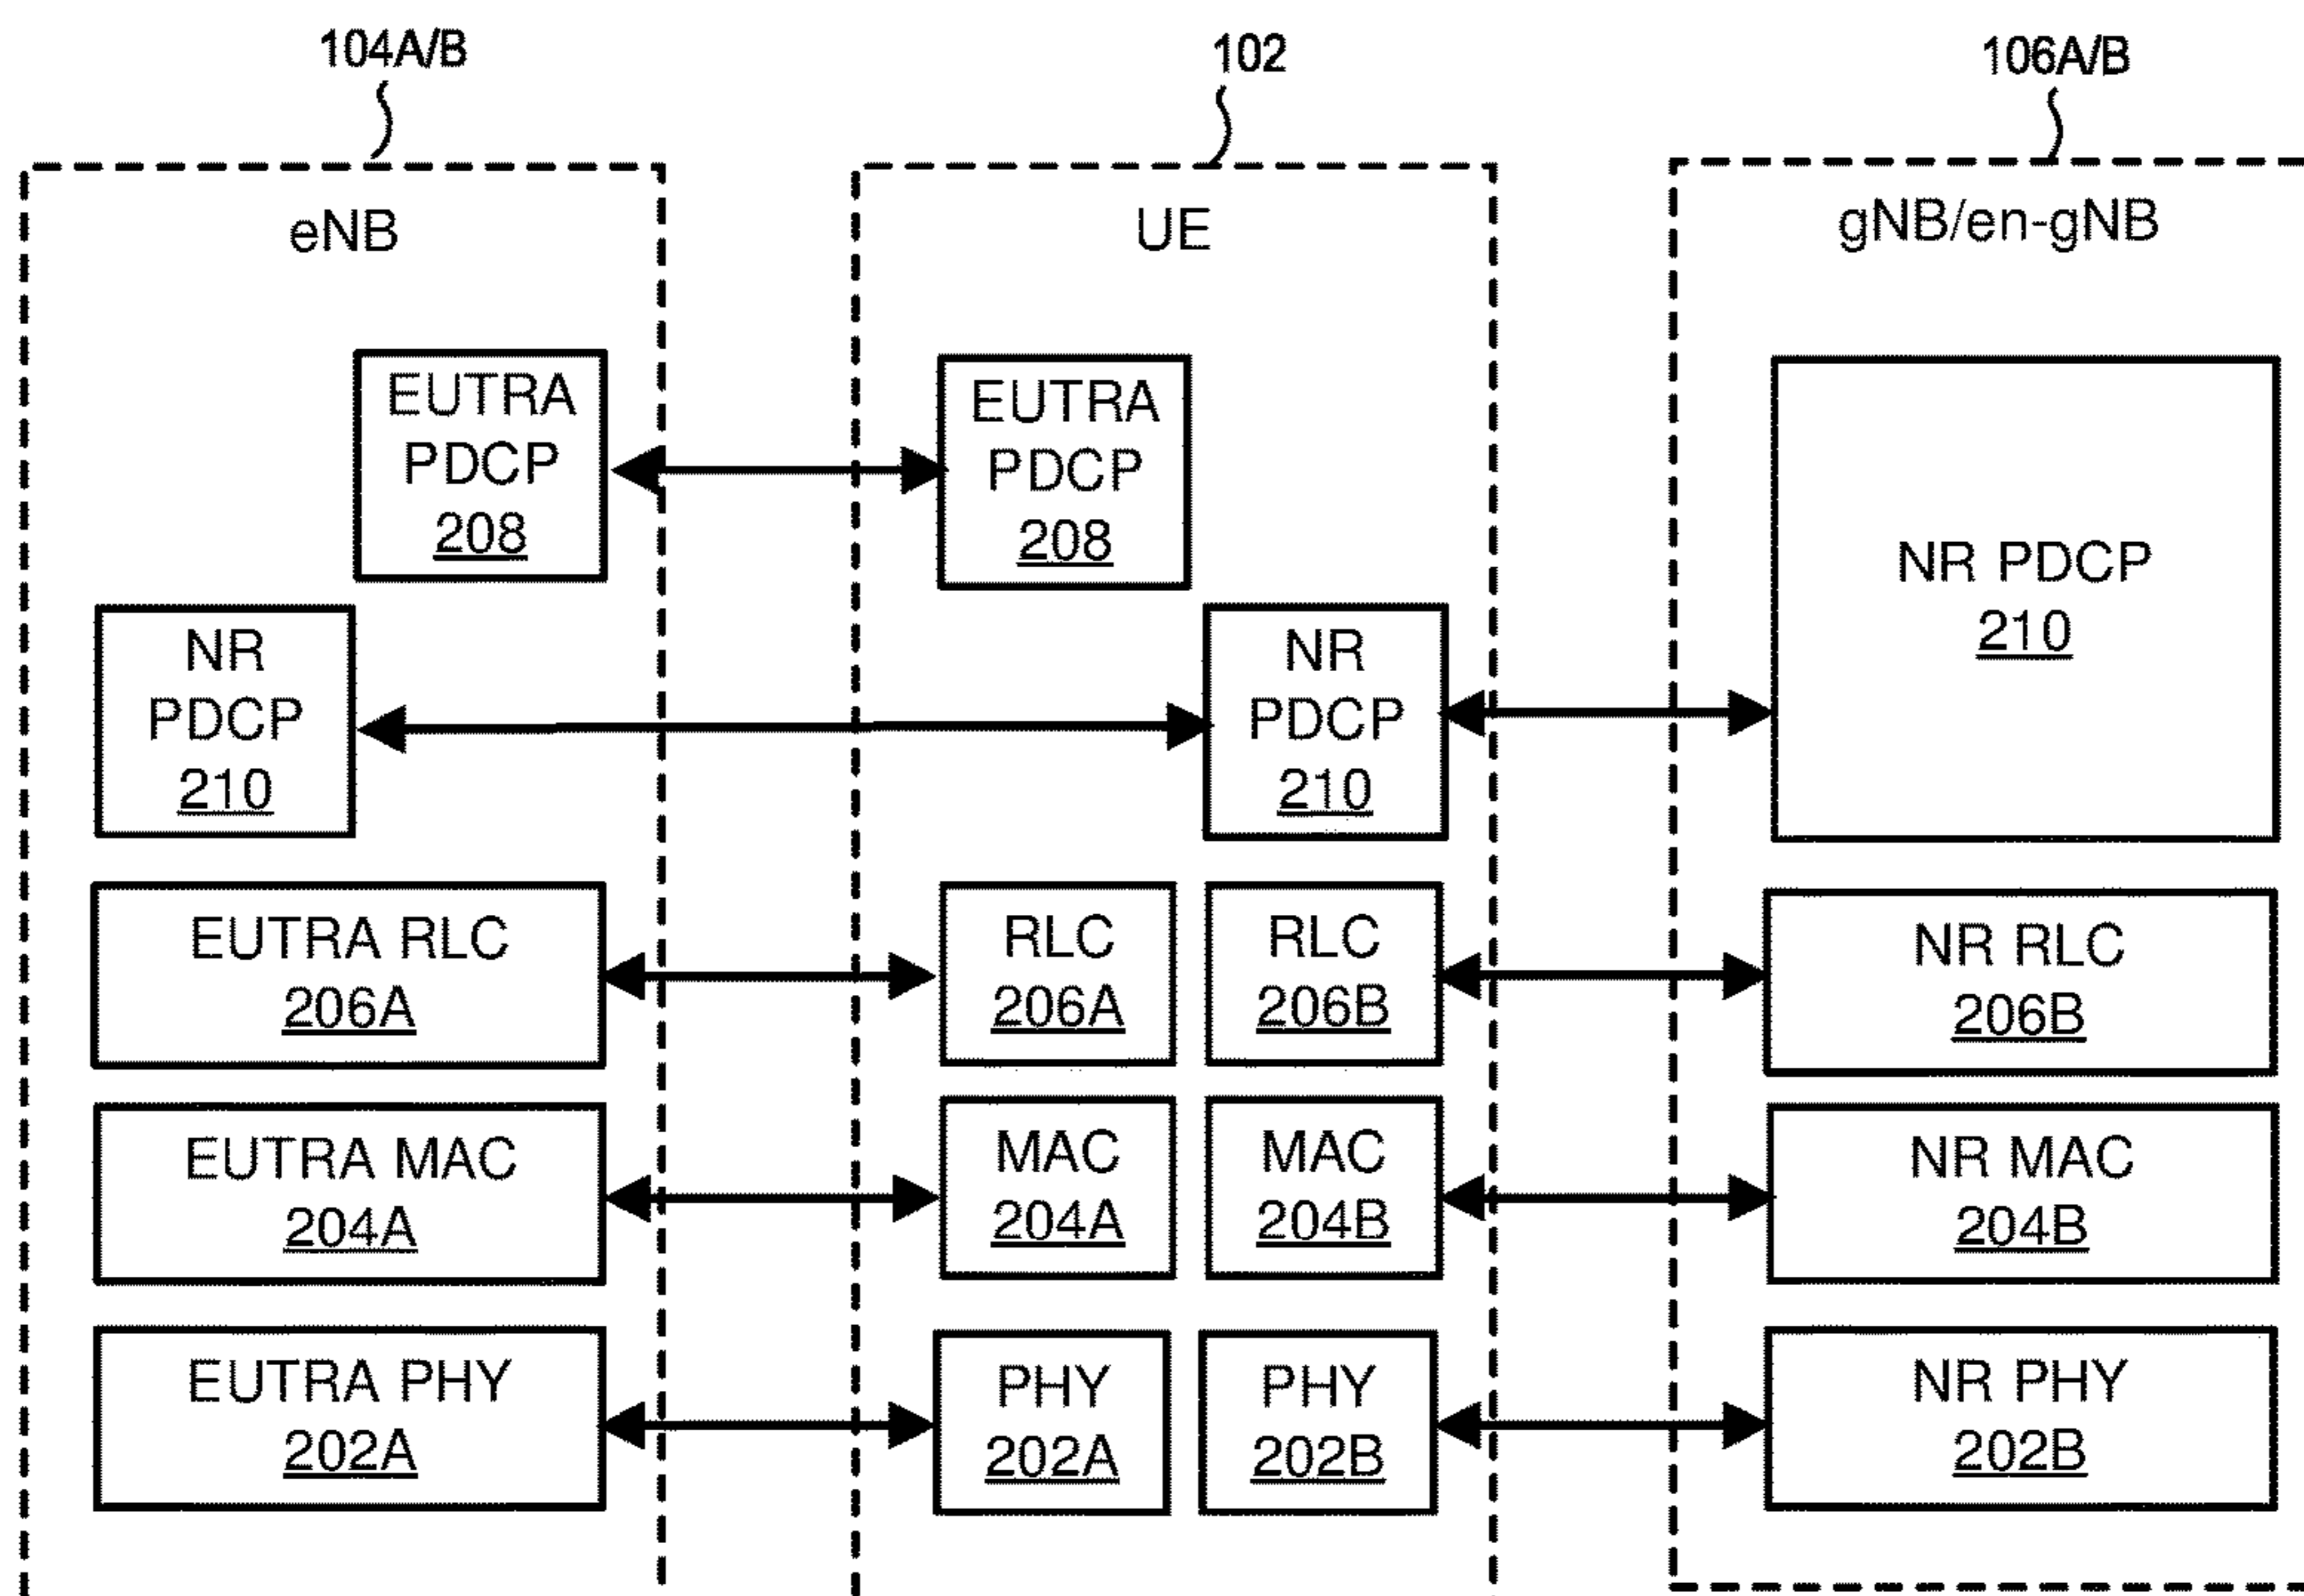 104A/B
102
106A/B
eNB
UE
gNB/en-gNB
EUTRA
PDCP
208
EUTRA
PDCP
208
NR PDCP
210
NR
PDCP
210
NR
PDCP
210
EUTRA RLC
206A
RLC
206A
RLC
206B
NR RLC
206B
EUTRA MAC
204A
MAC
204A
MAC
204B
NR MAC
204B
EUTRA PHY
202A
PHY
202A
PHY
202B
NR PHY
202B